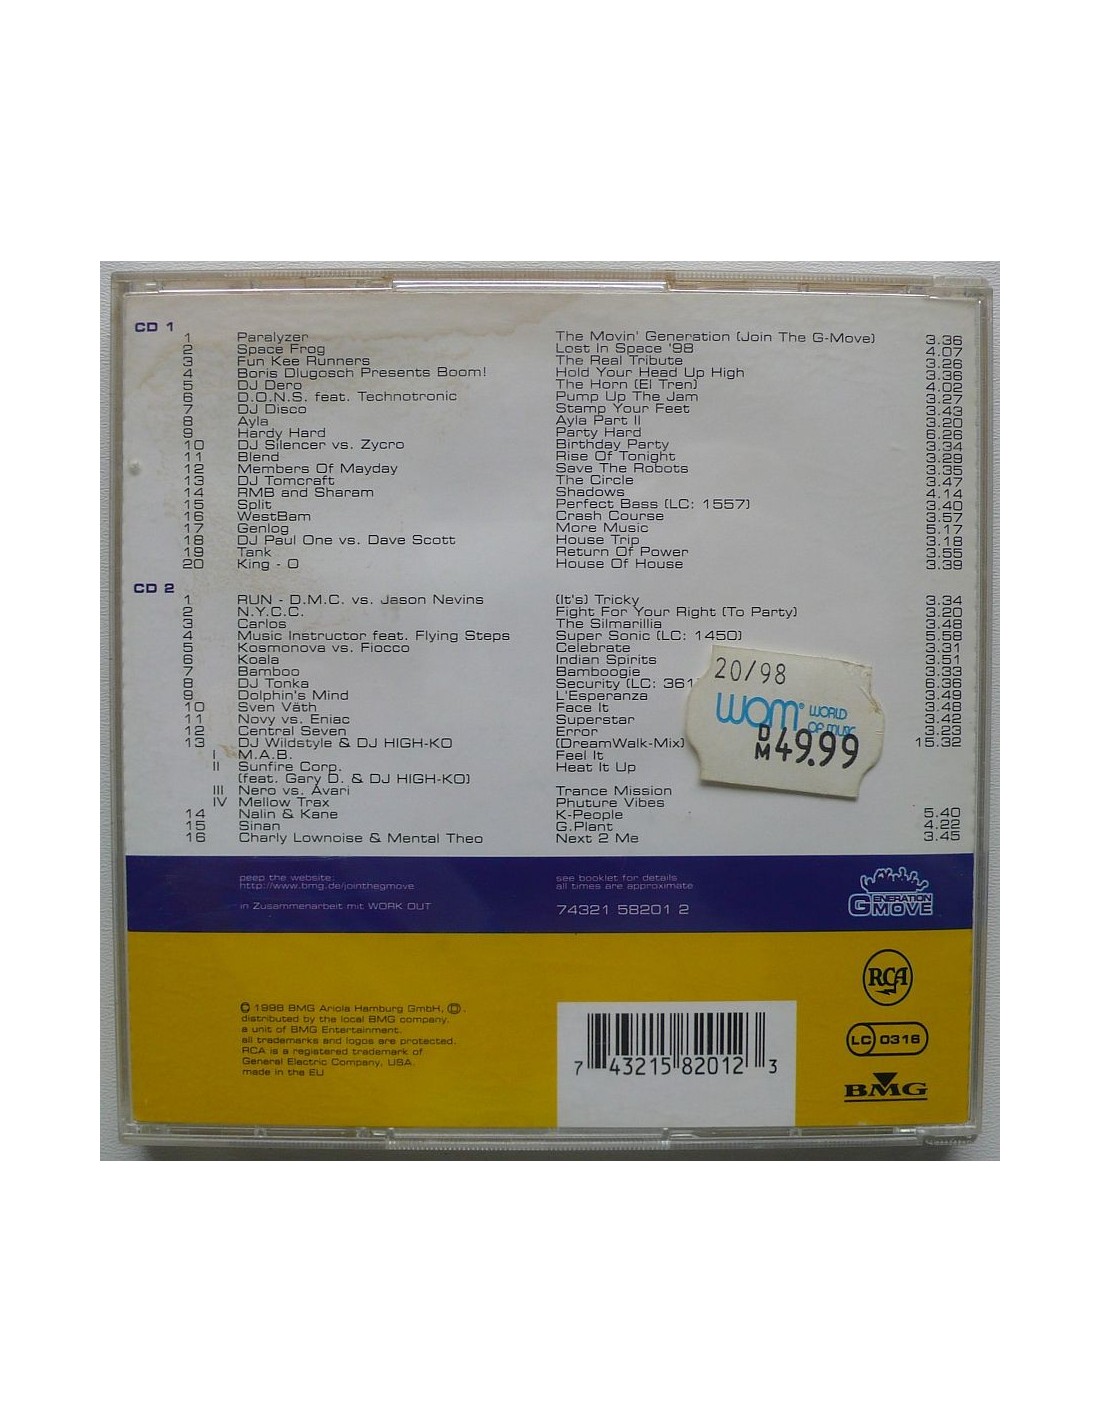 CD 1
1 Paralyzer The Movin' Generation (Join The G-Move) 3.36
2 Space Frog Lost In Space '98 4.07
3 Fun Kee Runners The Real Tribute 3.26
4 Boris Dlugosch Presents Boom! Hold Your Head Up High 3.36
5 DJ Dero The Horn (El Tren) 4.02
6 D.O.N.S. feat. Technotronic Pump Up The Jam 3.27
7 DJ Disco Stamp Your Feet 3.43
8 Ayla Ayla Part II 3.20
9 Hardy Hard Party Hard 6.26
10 DJ Silencer vs. Zycro Birthday Party 3.34
11 Blend Rise Of Tonight 3.29
12 Members Of Mayday Save The Robots 3.35
13 DJ Tomcraft The Circle 3.47
14 RMB and Sharam Shadows 4.14
15 Split Perfect Bass (LC: 1557) 3.40
16 WestBam Crash Course 3.57
17 Genlog More Music 5.17
18 DJ Paul One vs. Dave Scott House Trip 3.18
19 Tank Return Of Power 3.55
20 King - O House Of House 3.39
CD 2
1 RUN - D.M.C. vs. Jason Nevins (It's) Tricky 3.34
2 N.Y.C.C. Fight For Your Right (To Party) 3.20
3 Carlos The Silmarillia 3.48
4 Music Instructor feat. Flying Steps Super Sonic (LC: 1450) 5.58
5 Kosmonova vs. Fiocco Celebrate 3.31
6 Koala Indian Spirits 3.51
7 Bamboo Bamboogie 3.33
8 DJ Tonka Security (LC: 361 6.36
9 Dolphin's Mind L'Esperanza 3.49
10 Sven Väth Face It 3.48
11 Novy vs. Eniac Superstar 3.42
12 Central Seven Error 3.23
13 DJ Wildstyle & DJ HIGH-KO (DreamWalk-Mix) 15.32
I M.A.B. Feel It
II Sunfire Corp. Heat It Up
(feat. Gary D. & DJ HIGH-KO)
III Nero vs. Avari Trance Mission
IV Mellow Trax Phuture Vibes
14 Nalin & Kane K-People 5.40
15 Sinan G.Plant 4.22
16 Charly Lownoise & Mental Theo Next 2 Me 3.45
20/98
WOM® WORLD
OF MUSIC
DM 49.99
peep the website:
http://www.bmg.de/jointhegmove
in Zusammenarbeit mit WORK OUT
see booklet for details
all times are approximate
74321 58201 2
GENERATION
MOVE
© 1998 BMG Ariola Hamburg GmbH, ℗.
distributed by the local BMG company.
a unit of BMG Entertainment.
all trademarks and logos are protected.
RCA is a registered trademark of
General Electric Company, USA.
made in the EU
7 43215 82012 3
RCA
LC 0316
BMG